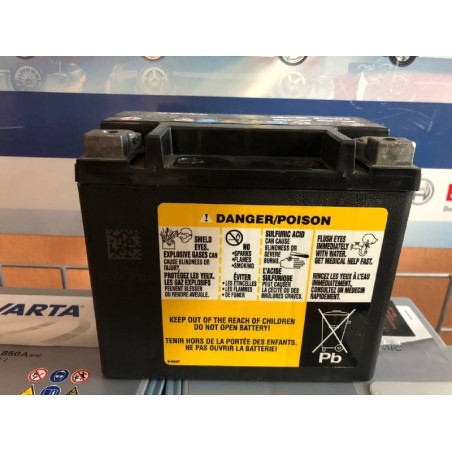 DANGER/POISON
SHIELD
EYES.
EXPLOSIVE GASES CAN
CAUSE BLINDNESS OR
INJURY.
PROTÉGEZ LES YEUX.
LES GAZ EXPLOSIFS
PEUVENT BLESSER
OU RENDRE AVEUGLE.
NO
•SPARKS
•FLAMES
•SMOKING
ÉVITER
• LES ETINCELLES
• LES FLAMMES
• DE FUMER
SULFURIC ACID
CAN CAUSE
BLINDNESS OR
SEVERE
BURNS.
L'ACIDE
SULFURIQUE
PEUT CAUSER
LA CÉCITÉ OU DES
BRÛLURES GRAVES.
FLUSH EYES
IMMEDIATELY
WITH WATER.
GET MEDICAL HELP FAST.
RINCEZ LES YEUX À L'EAU
IMMÉDIATEMENT.
CONSULTEZ UN MÉDECIN
RAPIDEMENT.
KEEP OUT OF THE REACH OF CHILDREN
DO NOT OPEN BATTERY!
TENIR HORS DE LA PORTÉE DES ENFANTS.
NE PAS OUVRIR LA BATTERIE!
Pb
VARTA
850A